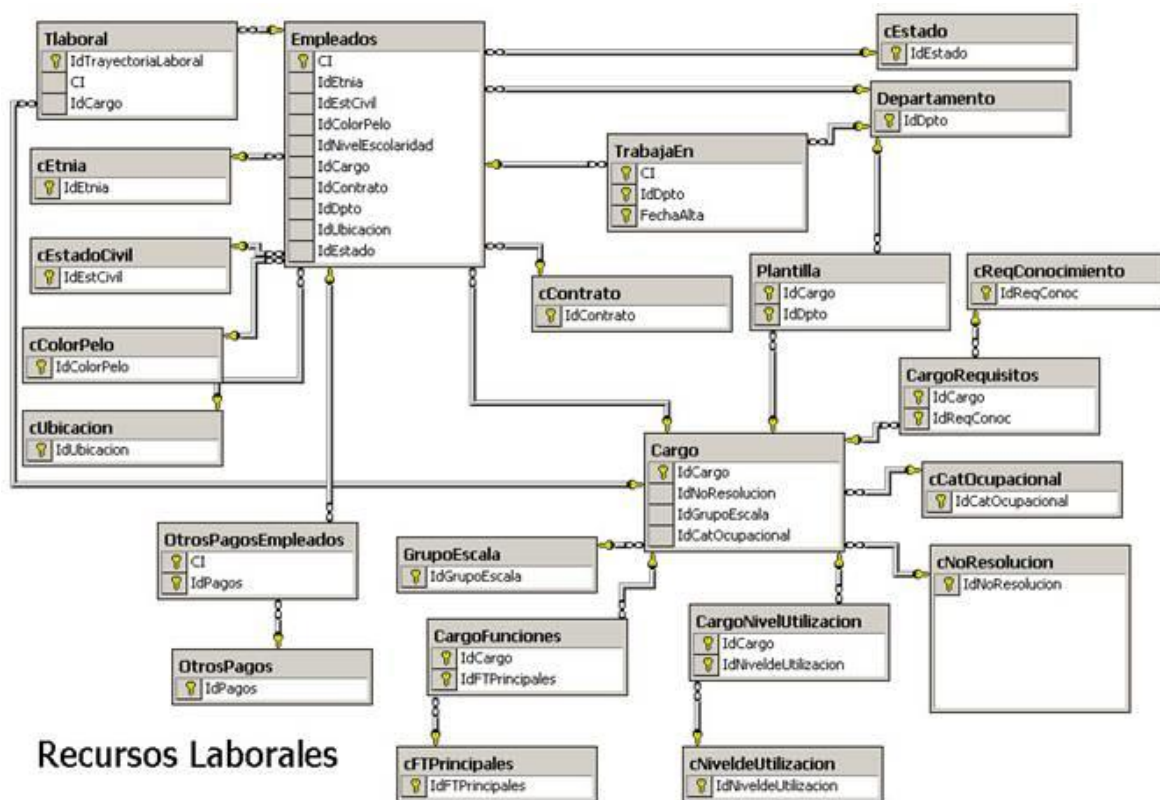 Tlaboral
IdTrayectoriaLaboral
CI
IdCargo
Empleados
CI
IdEtnia
IdEstCivil
IdColorPelo
IdNivelEscolaridad
IdCargo
IdContrato
IdDpto
IdUbicacion
IdEstado
cEstado
IdEstado
Departamento
IdDpto
TrabajaEn
CI
IdDpto
FechaAlta
cEtnia
IdEtnia
cEstadoCivil
IdEstCivil
cColorPelo
IdColorPelo
cUbicacion
IdUbicacion
cContrato
IdContrato
Plantilla
IdCargo
IdDpto
cReqConocimiento
IdReqConoc
CargoRequisitos
IdCargo
IdReqConoc
Cargo
IdCargo
IdNoResolucion
IdGrupoEscala
IdCatOcupacional
cCatOcupacional
IdCatOcupacional
OtrosPagosEmpleados
CI
IdPagos
GrupoEscala
IdGrupoEscala
cNoResolucion
IdNoResolucion
CargoFunciones
IdCargo
IdFTPrincipales
CargoNivelUtilizacion
IdCargo
IdNiveldeUtilizacion
OtrosPagos
IdPagos
Recursos Laborales
cFTPrincipales
IdFTPrincipales
cNiveldeUtilizacion
IdNiveldeUtilizacion